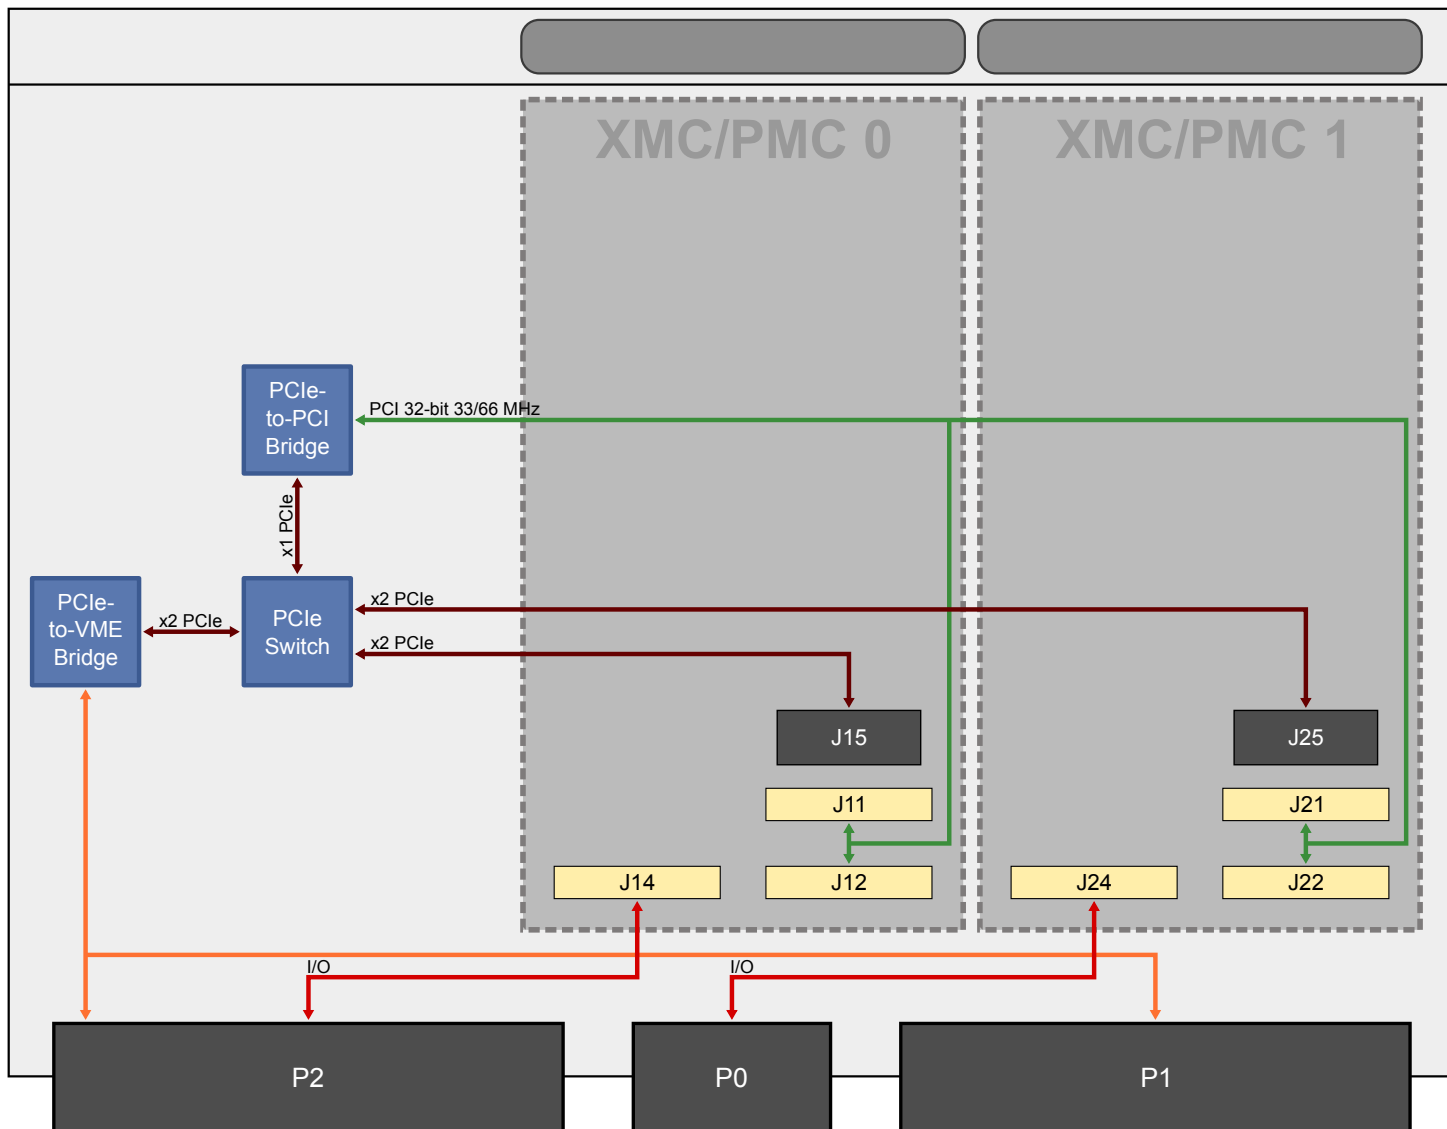 XMC/PMC 0
XMC/PMC 1
PCIe-
to-PCI
Bridge
PCI 32-bit 33/66 MHz
x1 PCIe
PCIe-
to-VME
Bridge
x2 PCIe
PCIe
Switch
x2 PCIe
x2 PCIe
J15
J25
J11
J21
J14
J12
J24
J22
I/O
I/O
P2
P0
P1